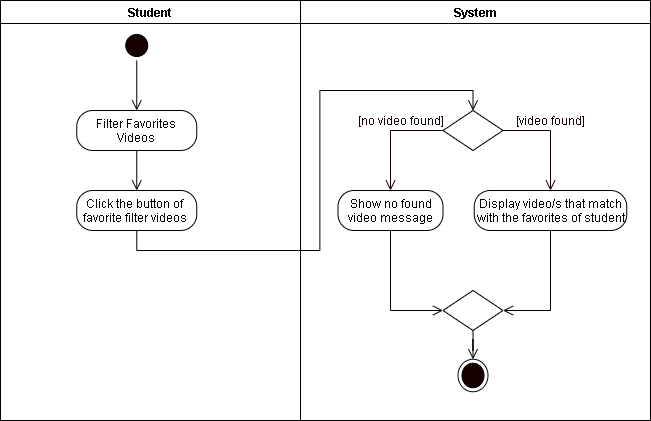 Student
System
Filter Favorites
Videos
Click the button of
favorite filter videos
[no video found]
[video found]
Show no found
video message
Display video/s that match
with the favorites of student